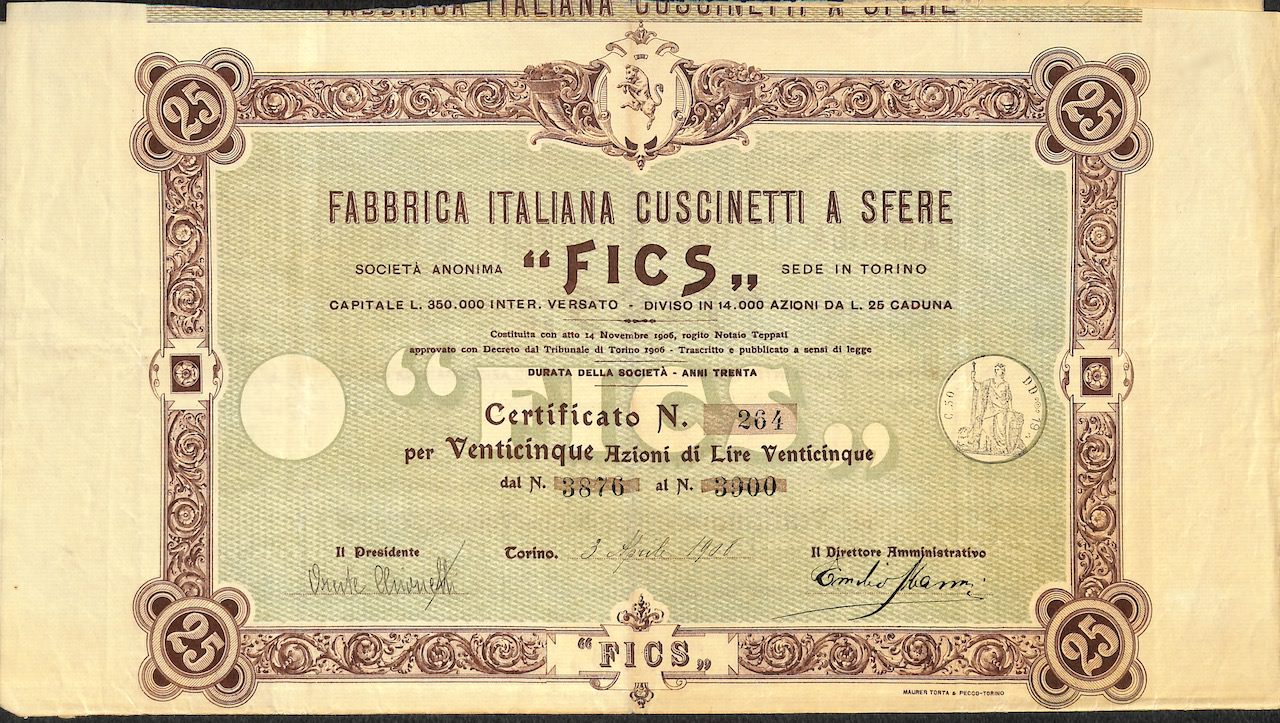 FABBRICA ITALIANA CUSCINETTI A SFERE
25
25
FABBRICA ITALIANA CUSCINETTI A SFERE
SOCIETÀ ANONIMA “FICS„ SEDE IN TORINO
CAPITALE L. 350.000 INTER. VERSATO - DIVISO IN 14.000 AZIONI DA L. 25 CADUNA
Costituita con atto 14 Novembre 1906, rogito Notaio Teppati
approvato con Decreto dal Tribunale di Torino 1906 - Trascritto e pubblicato a sensi di legge
DURATA DELLA SOCIETÀ - ANNI TRENTA
“FICS„
C. 50
Certificato N. 264
per Venticinque Azioni di Lire Venticinque
dal N. 3876 al N. 3900
Il Presidente Torino. 3 Aprile Il Direttore Amministrativo
Emilio
25
“FICS„
25
MAURER TORTA & PECCO-TORINO